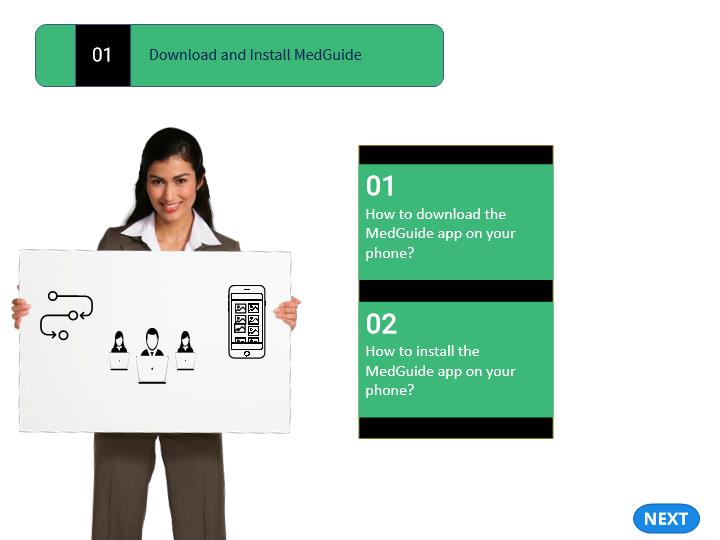 01
Download and Install MedGuide
01
How to download the
MedGuide app on your
phone?
02
How to install the
MedGuide app on your
phone?
NEXT